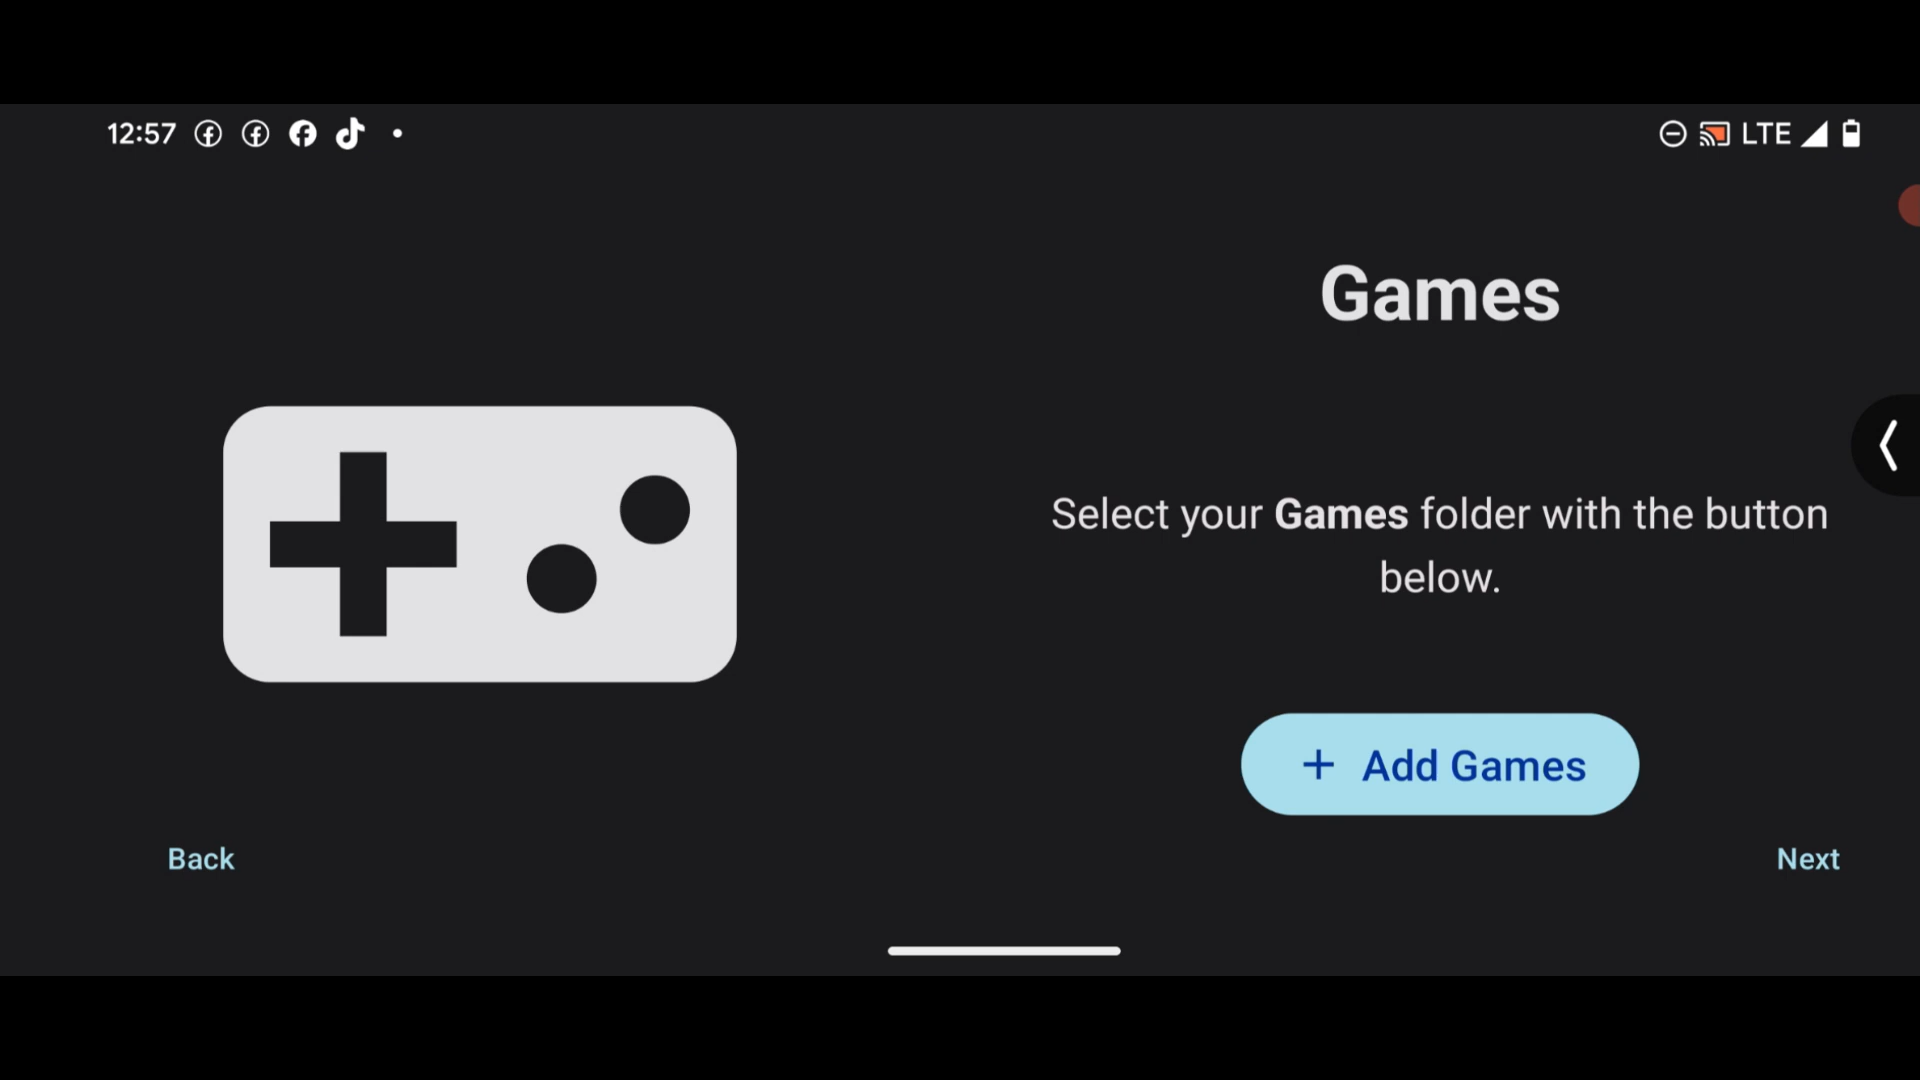 12:57
LTE
Games
Select your Games folder with the button
below.
+ Add Games
Back
Next